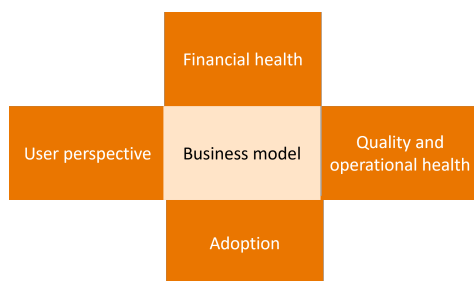 Financial health
User perspective
Business model
Quality and
operational health
Adoption